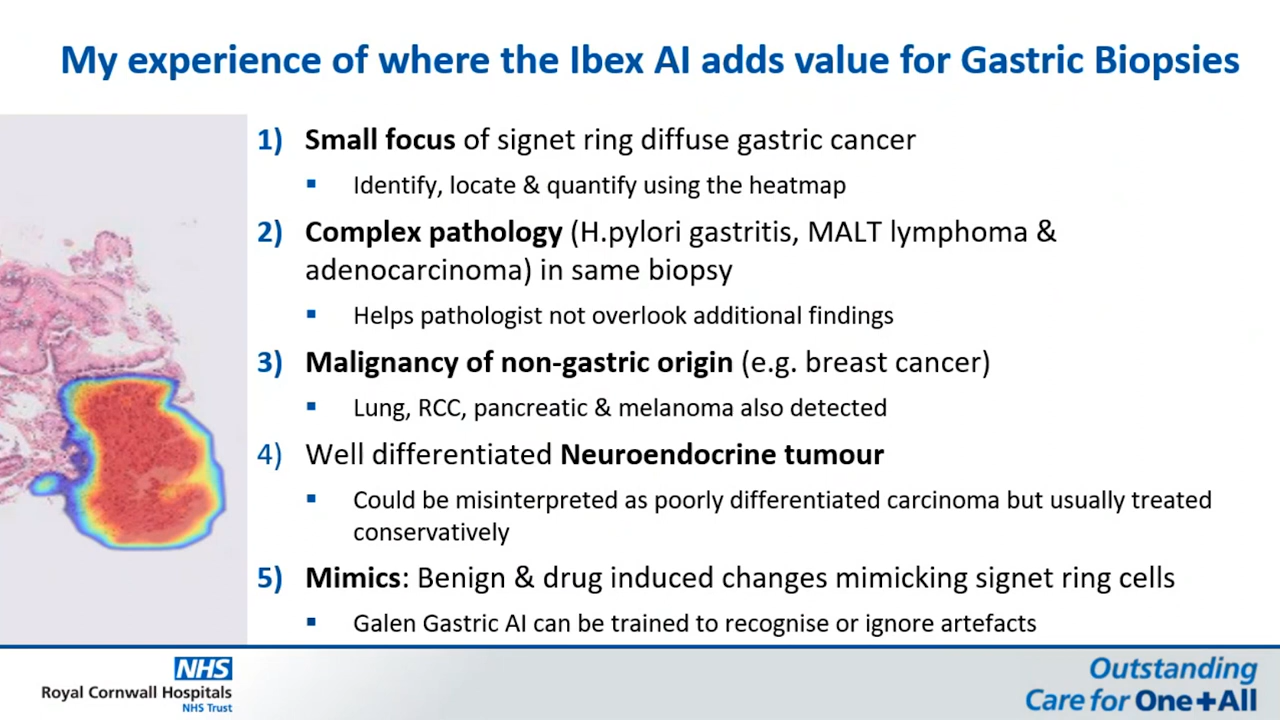 My experience of where the Ibex AI adds value for Gastric Biopsies
1) Small focus of signet ring diffuse gastric cancer
▪ Identify, locate & quantify using the heatmap
2) Complex pathology (H.pylori gastritis, MALT lymphoma &
adenocarcinoma) in same biopsy
▪ Helps pathologist not overlook additional findings
3) Malignancy of non-gastric origin (e.g. breast cancer)
▪ Lung, RCC, pancreatic & melanoma also detected
4) Well differentiated Neuroendocrine tumour
▪ Could be misinterpreted as poorly differentiated carcinoma but usually treated
conservatively
5) Mimics: Benign & drug induced changes mimicking signet ring cells
▪ Galen Gastric AI can be trained to recognise or ignore artefacts
NHS
Royal Cornwall Hospitals
NHS Trust
Outstanding
Care for One+All